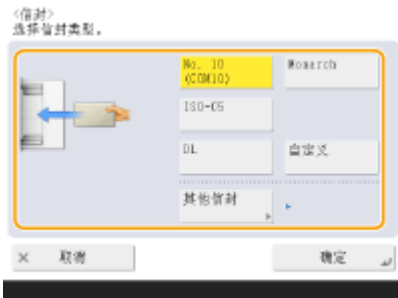 <信封>
选择信封类型。
No. 10
(COM10)
Monarch
ISO-C5
DL
自定义
其他信封
取消
确定